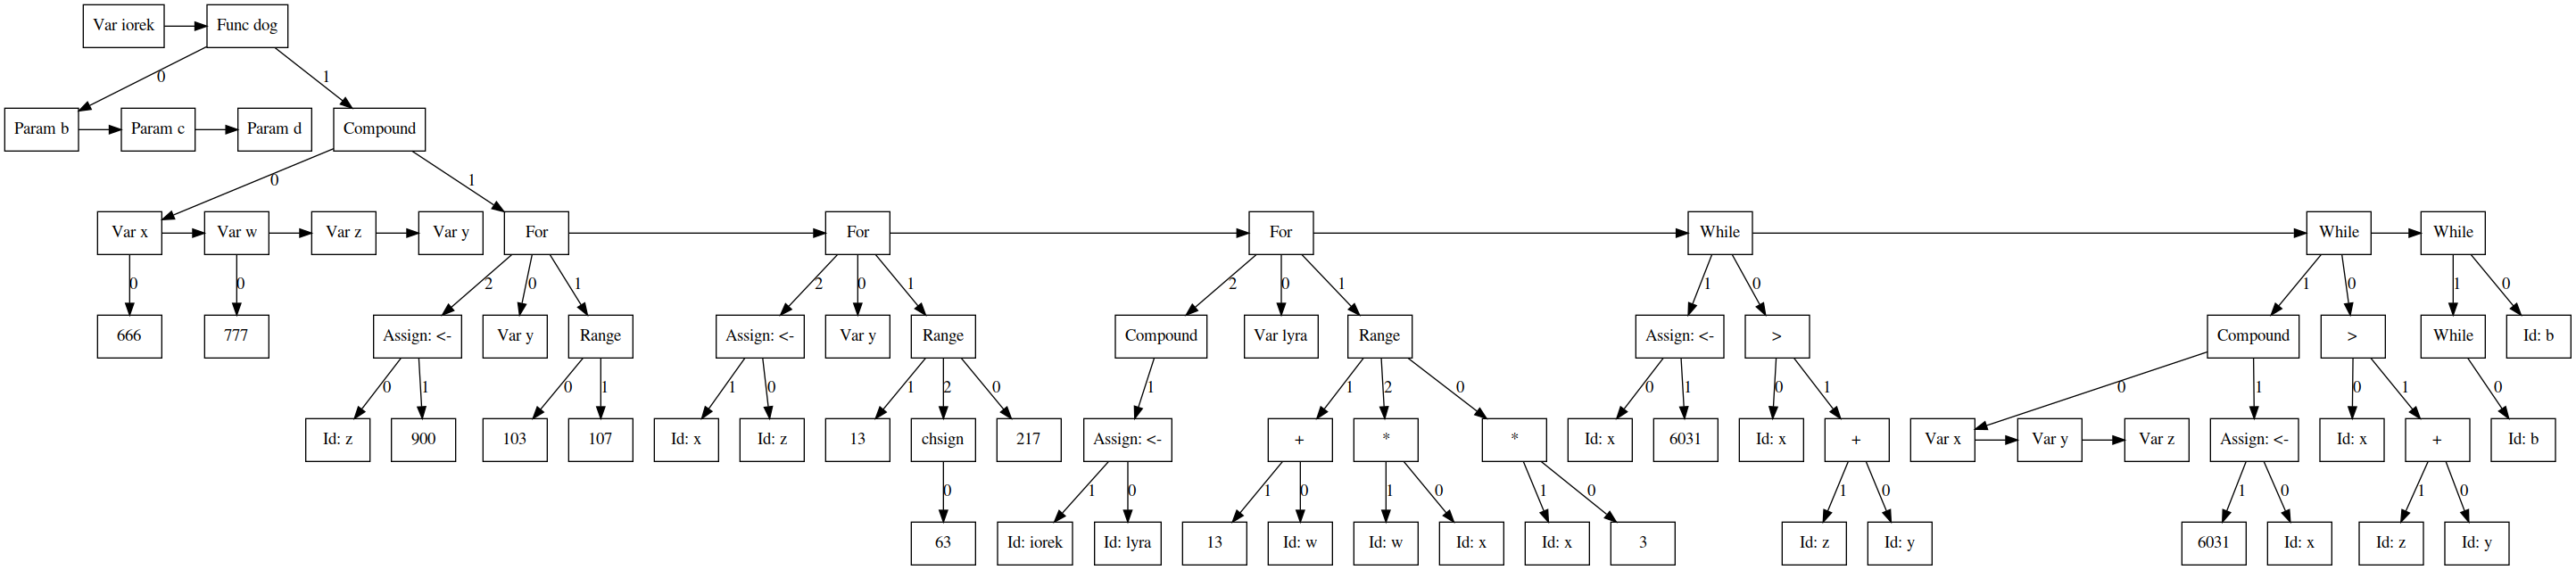 Var iorek
Func dog
0
1
Param b
Param c
Param d
Compound
0
1
Var x
Var w
Var z
Var y
For
For
For
While
While
While
0
0
2
0
1
2
0
1
2
0
1
1
0
1
0
1
0
666
777
Assign: <-
Var y
Range
Assign: <-
Var y
Range
Compound
Var lyra
Range
Assign: <-
>
Compound
>
While
Id: b
0
1
0
1
1
0
1
2
0
1
1
2
0
0
1
0
1
0
1
0
1
0
Id: z
900
103
107
Id: x
Id: z
13
chsign
217
Assign: <-
+
*
*
Id: x
6031
Id: x
+
Var x
Var y
Var z
Assign: <-
Id: x
+
Id: b
0
1
0
1
0
1
0
1
0
1
0
1
0
1
0
63
Id: iorek
Id: lyra
13
Id: w
Id: w
Id: x
Id: x
3
Id: z
Id: y
6031
Id: x
Id: z
Id: y